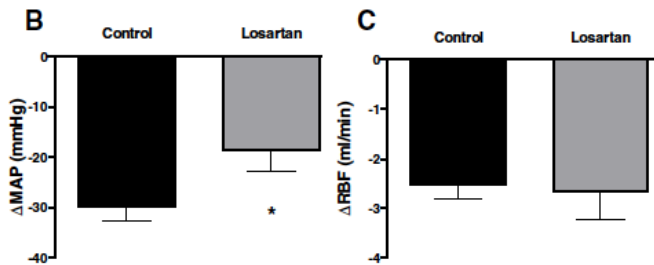 B
Control Losartan
0
-10
-20
-30
-40
ΔMAP (mmHg)
*
C
Control Losartan
0
-1
-2
-3
-4
ΔRBF (ml/min)